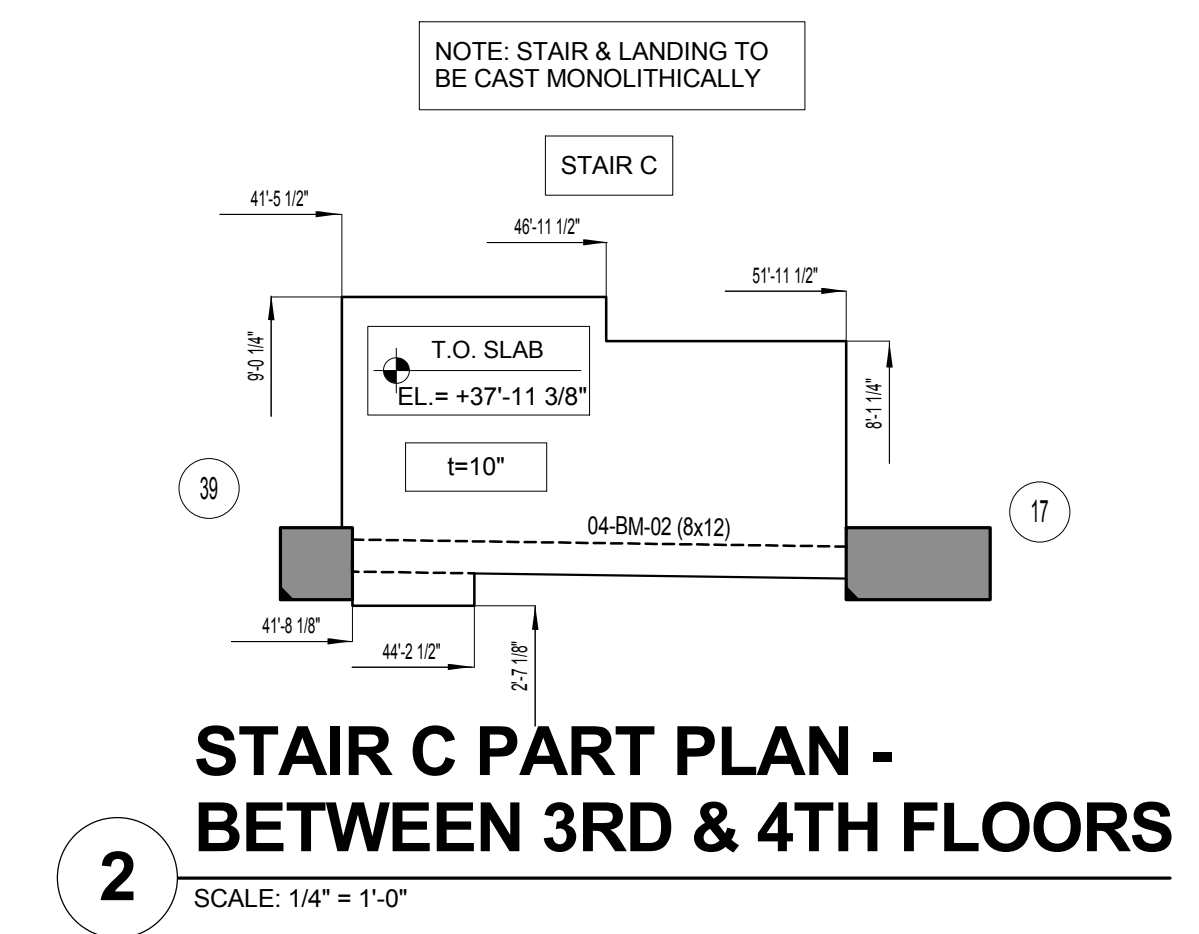 NOTE: STAIR & LANDING TO
BE CAST MONOLITHICALLY
STAIR C
41'-5 1/2"
46'-11 1/2"
51'-11 1/2"
9'-0 1/4"
T.O. SLAB
EL.= +37'-11 3/8"
8'-1 1/4"
t=10"
39
17
04-BM-02 (8x12)
41'-8 1/8"
44'-2 1/2"
2'-7 1/8"
STAIR C PART PLAN -
BETWEEN 3RD & 4TH FLOORS
2
SCALE: 1/4" = 1'-0"